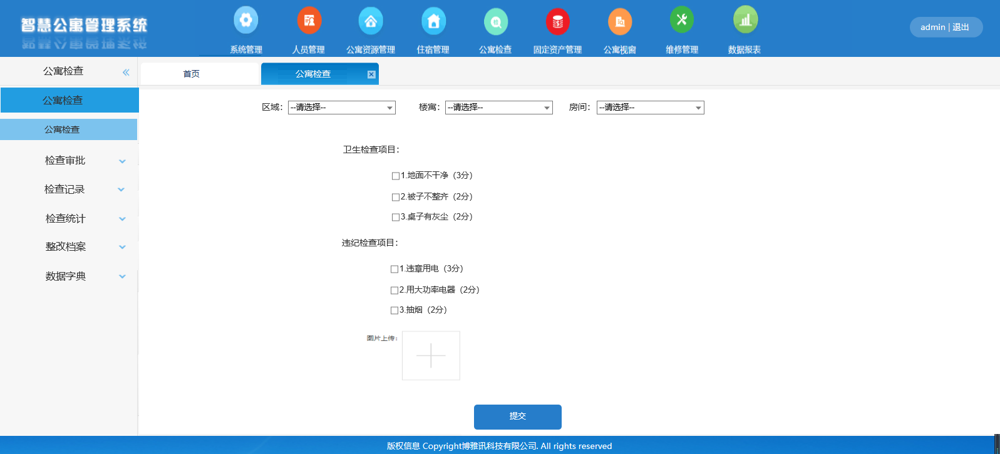 智慧公寓管理系统
系统管理 人员管理 公寓资源管理 住宿管理 公寓检查 固定资产管理 公寓视窗 维修管理 数据报表
admin | 退出
公寓检查
首页 公寓检查
公寓检查
公寓检查
检查审批
检查记录
检查统计
整改档案
数据字典
区域： --请选择-- 楼寓： --请选择-- 房间： --请选择--
卫生检查项目：
1.地面不干净（3分）
2.被子不整齐（2分）
3.桌子有灰尘（2分）
违纪检查项目：
1.违章用电（3分）
2.用大功率电器（2分）
3.抽烟（2分）
图片上传：
提交
版权信息 Copyright博雅讯科技有限公司. All rights reserved